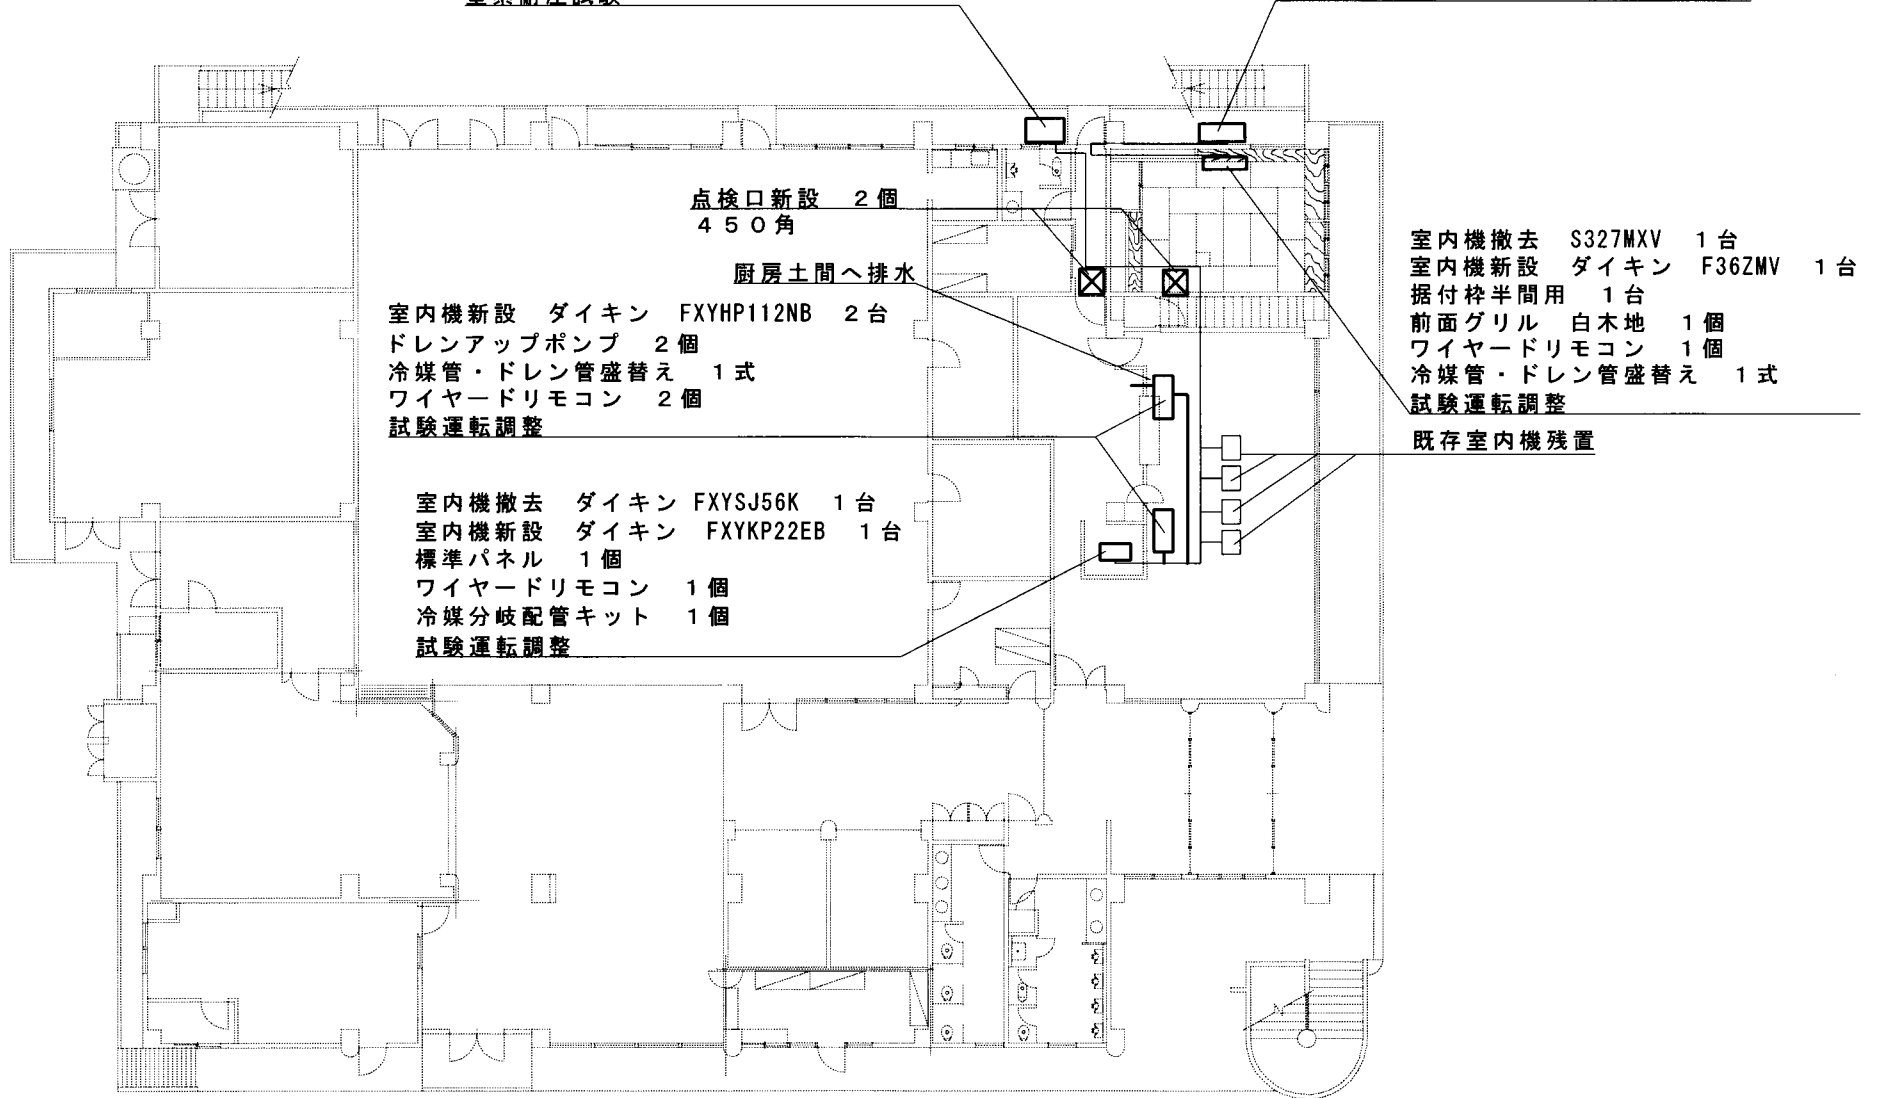 点検口新設　２個
４５０角
厨房土間へ排水
室内機新設　ダイキン　FXYHP112NB　２台
ドレンアップポンプ　２個
冷媒管・ドレン管盛替え　１式
ワイヤードリモコン　２個
試験運転調整
室内機撤去　ダイキン FXYSJ56K　１台
室内機新設　ダイキン　FXYKP22EB　１台
標準パネル　１個
ワイヤードリモコン　１個
冷媒分岐配管キット　１個
試験運転調整
室内機撤去　S327MXV　１台
室内機新設　ダイキン　F36ZMV　１台
据付枠半間用　１台
前面グリル　白木地　１個
ワイヤードリモコン　１個
冷媒管・ドレン管盛替え　１式
試験運転調整
既存室内機残置